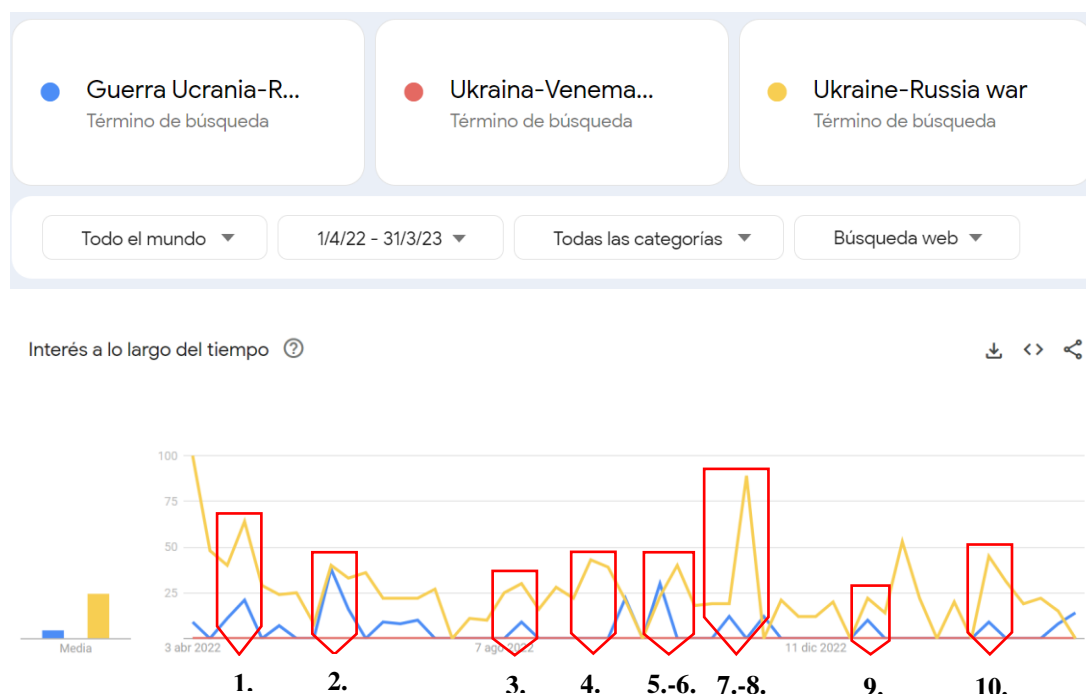 Guerra Ucrania-R...
Término de búsqueda
Ukraina-Venema...
Término de búsqueda
Ukraine-Russia war
Término de búsqueda
Todo el mundo
1/4/22 - 31/3/23
Todas las categorías
Búsqueda web
Interés a lo largo del tiempo
100
75
50
25
Media
3 abr 2022
7 ago 2022
11 dic 2022
1. 2. 3. 4. 5.-6. 7.-8. 9. 10.